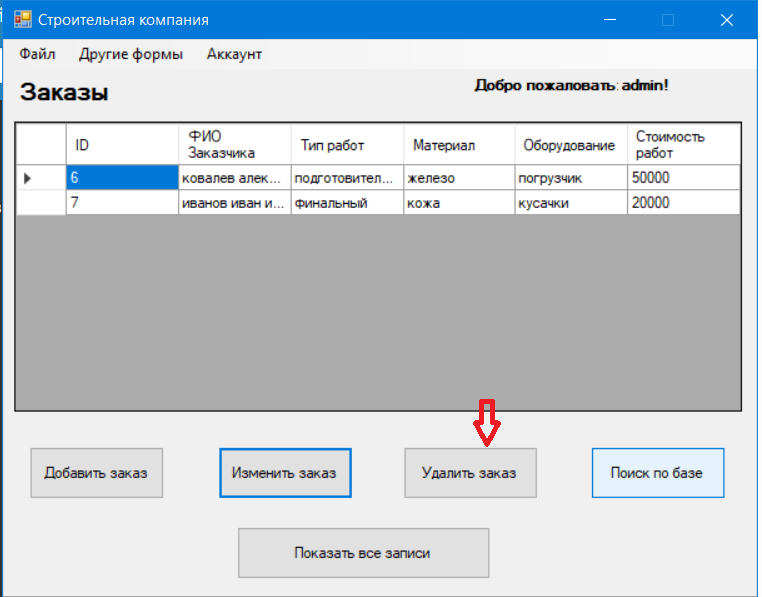 Строительная компания
Файл Другие формы Аккаунт
Добро пожаловать: admin!
Заказы
ID ФИО Заказчика Тип работ Материал Оборудование Стоимость работ
6 ковалев алек... подготовител... железо погрузчик 50000
7 иванов иван и... финальный кожа кусачки 20000
Добавить заказ Изменить заказ Удалить заказ Поиск по базе
Показать все записи